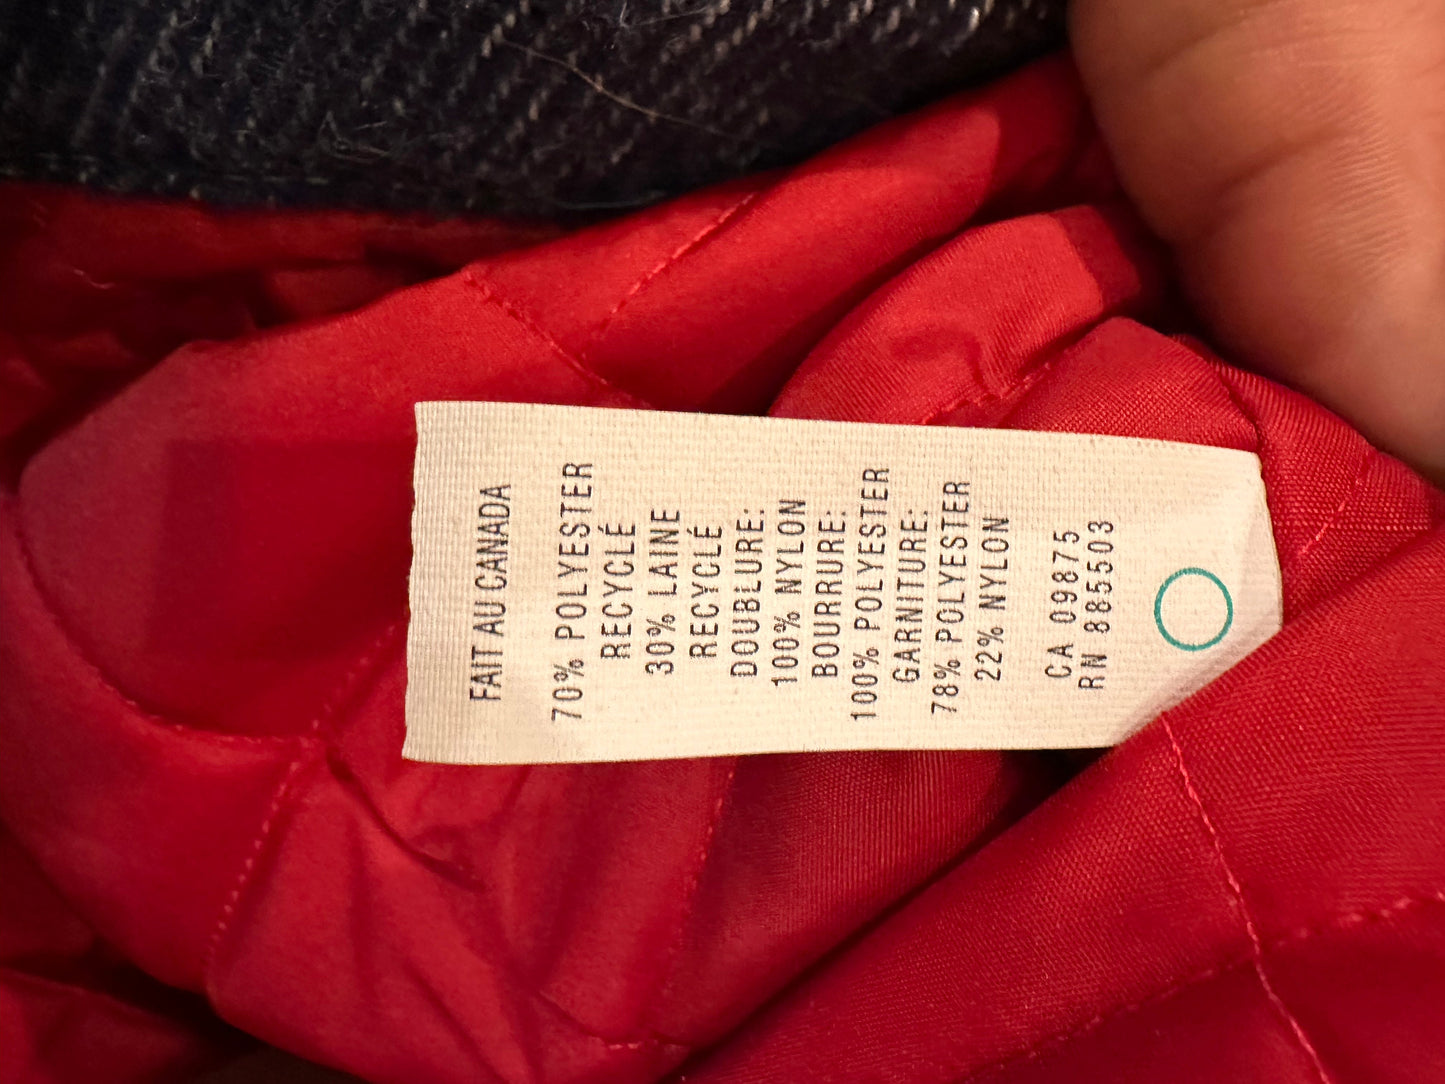 FAIT AU CANADA
70% POLYESTER
RECYCLÉ
30% LAINE
RECYCLÉ
DOUBLURE:
100% NYLON
BOURRURE:
100% POLYESTER
GARNITURE:
78% POLYESTER
22% NYLON
CA 09875
RN 885503